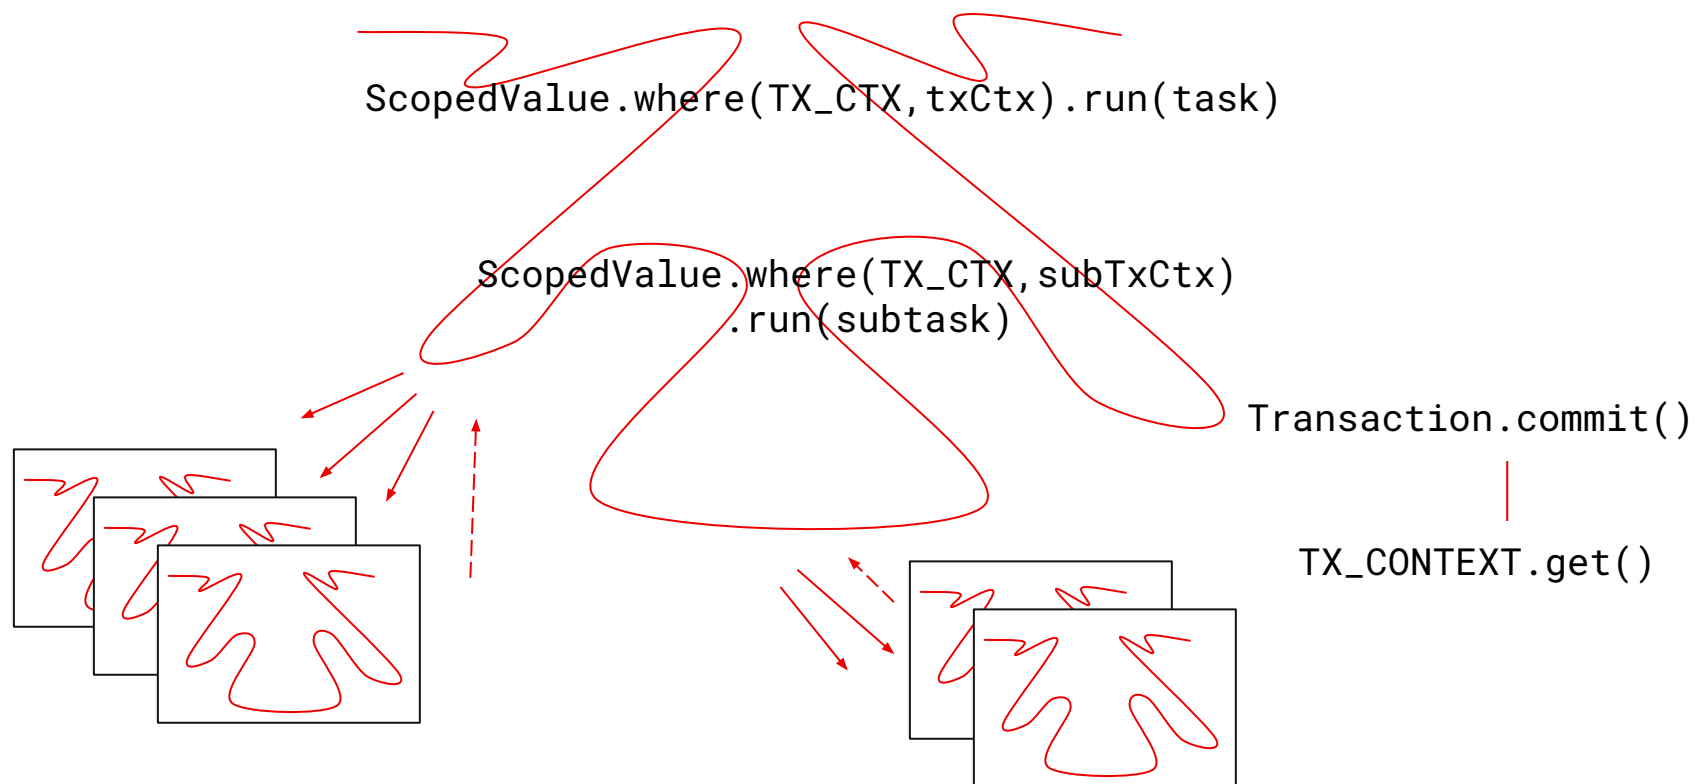 ScopedValue.where(TX_CTX,txCtx).run(task)
ScopedValue.where(TX_CTX,subTxCtx)
.run(subtask)
Transaction.commit()
TX_CONTEXT.get()